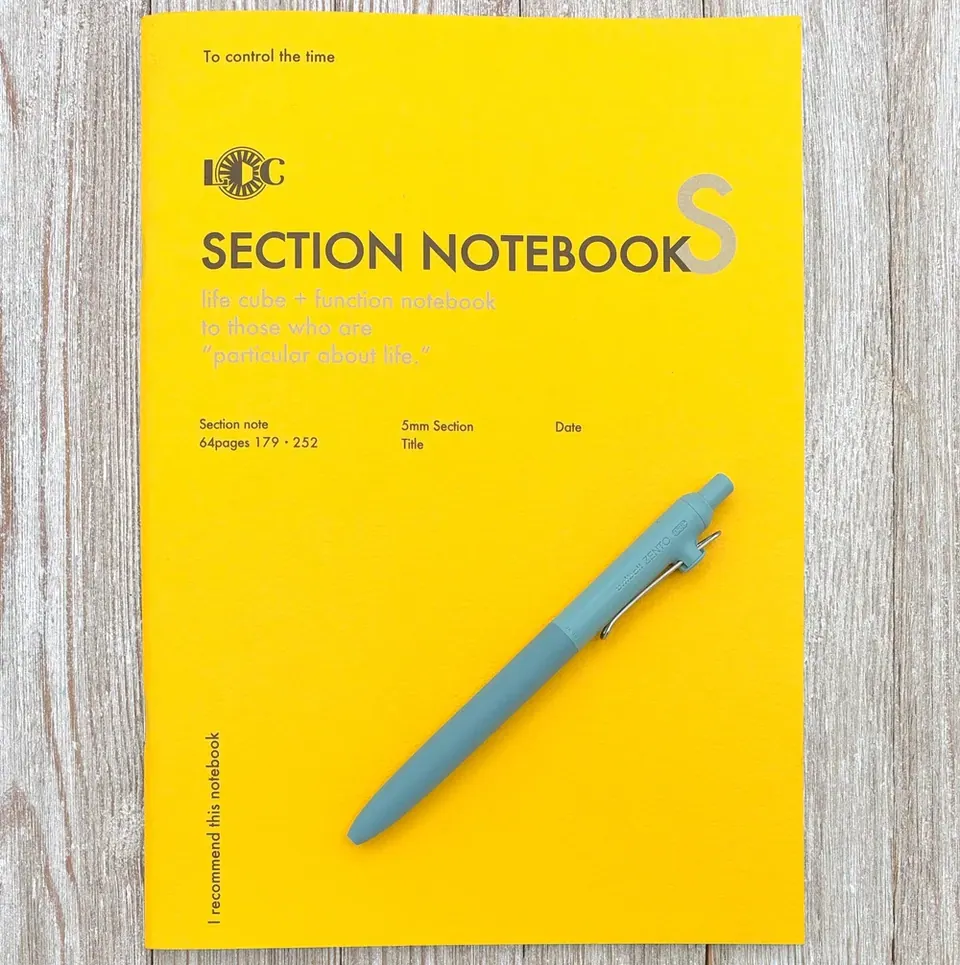 To control the time
LDC
SECTION NOTEBOOKS
life cube + function notebook
to those who are
“particular about life.”
Section note
64pages 179・252
5mm Section
Title
Date
ZENTO
I recommend this notebook